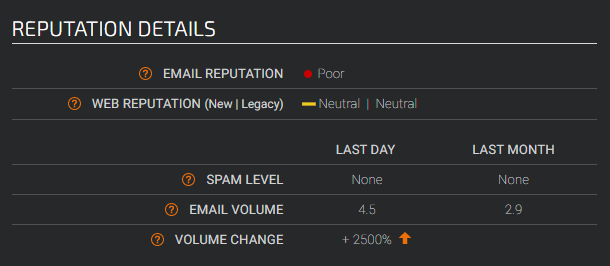 REPUTATION DETAILS
? EMAIL REPUTATION Poor
? WEB REPUTATION (New | Legacy) Neutral | Neutral
LAST DAY LAST MONTH
? SPAM LEVEL None None
? EMAIL VOLUME 4.5 2.9
? VOLUME CHANGE + 2500%